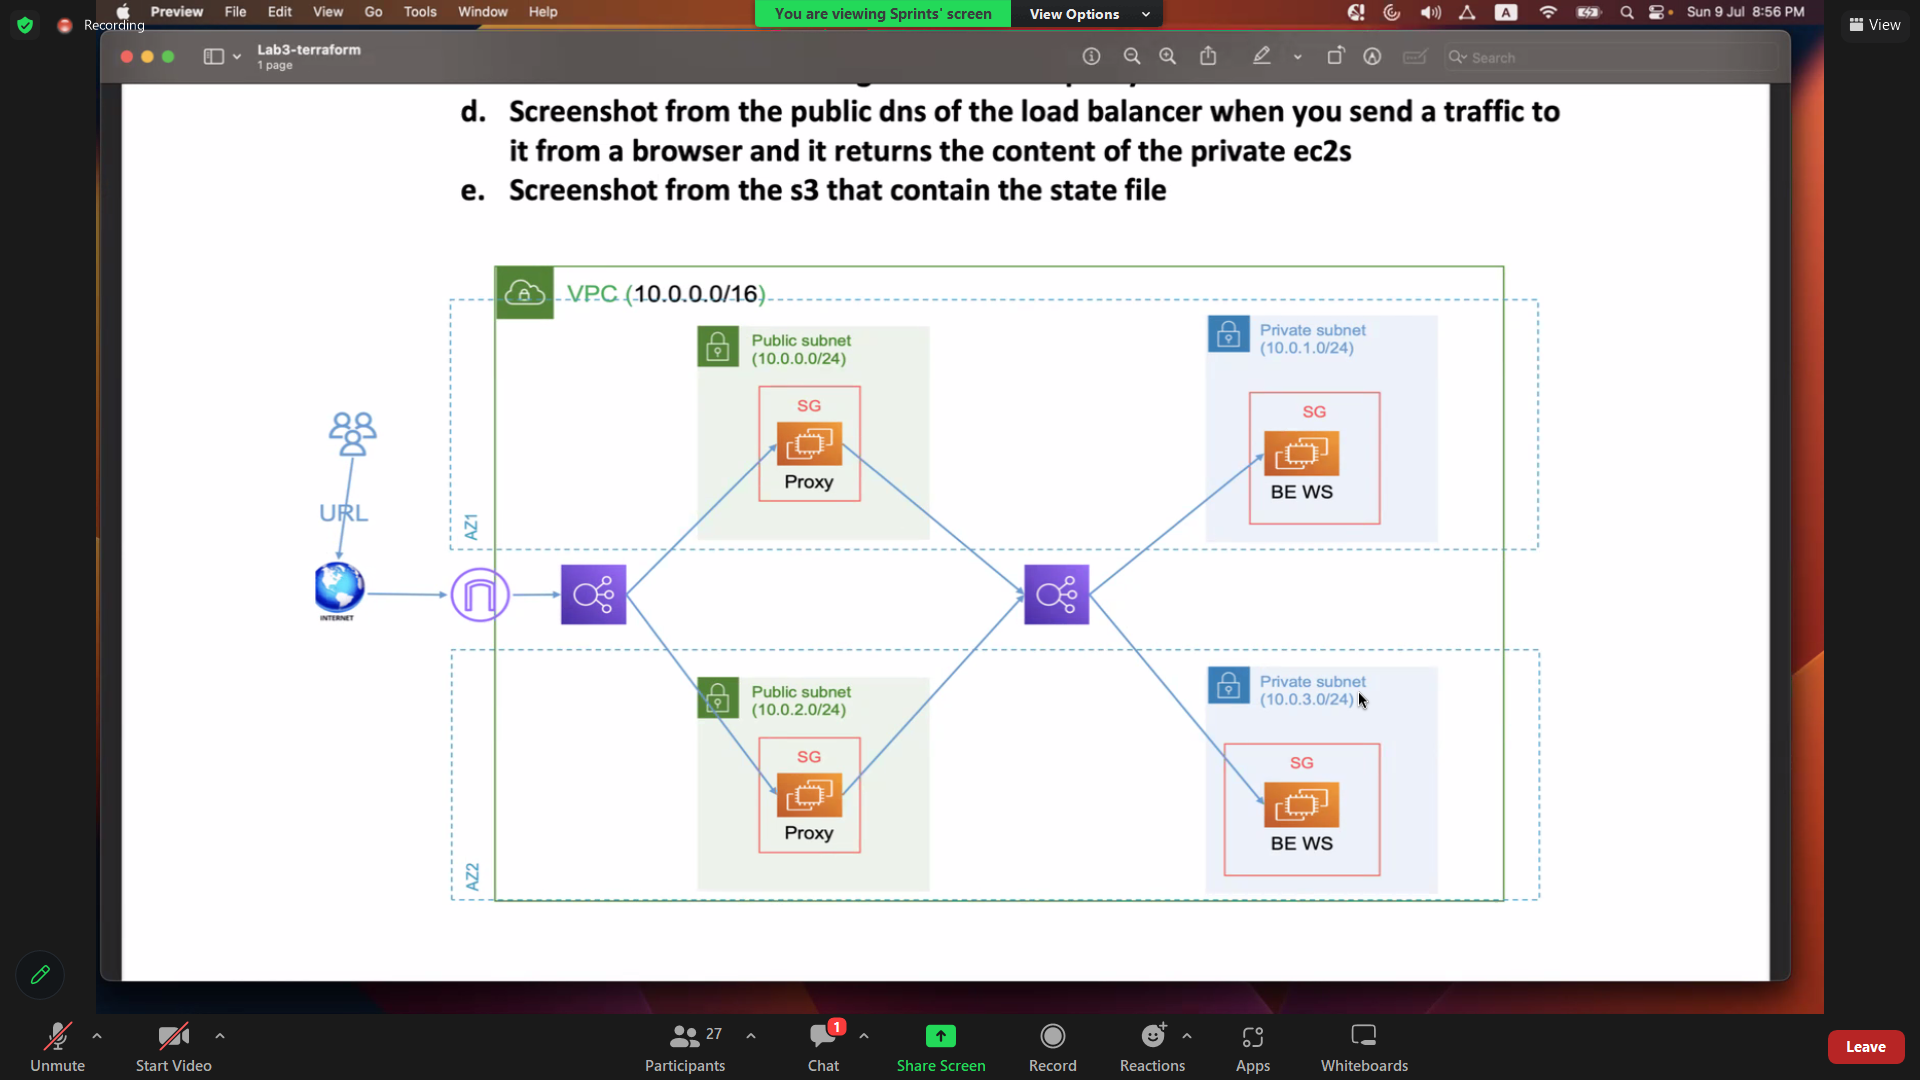 Preview File Edit View Go Tools Window Help
You are viewing Sprints' screen View Options
A Sun 9 Jul 8:56 PM
Recording
View
Lab3-terraform
1 page
Search
d. Screenshot from the public dns of the load balancer when you send a traffic to
it from a browser and it returns the content of the private ec2s
e. Screenshot from the s3 that contain the state file
VPC (10.0.0.0/16)
Public subnet
(10.0.0.0/24)
SG
Proxy
Private subnet
(10.0.1.0/24)
SG
BE WS
AZ1
URL
INTERNET
Public subnet
(10.0.2.0/24)
SG
Proxy
Private subnet
(10.0.3.0/24)
SG
BE WS
AZ2
Unmute
Start Video
27
Participants
1
Chat
Share Screen
Record
Reactions
Apps
Whiteboards
Leave